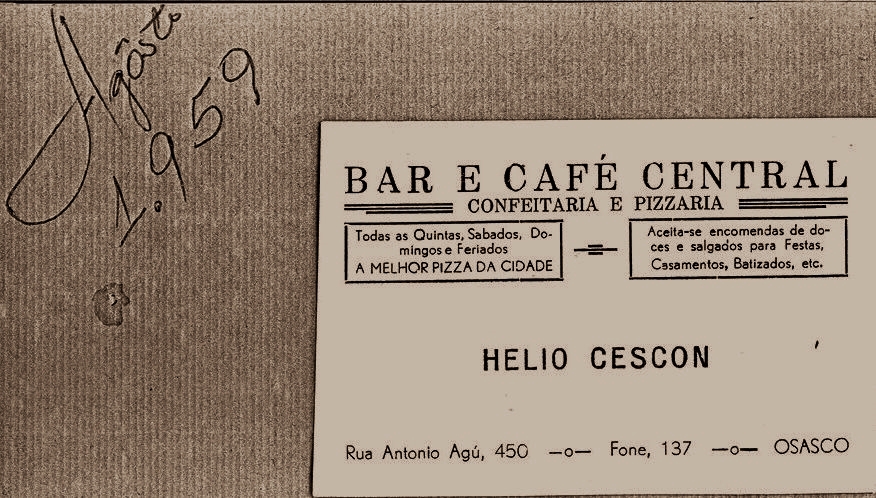 Agôsto
1.959
BAR E CAFÉ CENTRAL
CONFEITARIA E PIZZARIA
Todas as Quintas, Sabados, Do-
mingos e Feriados
A MELHOR PIZZA DA CIDADE
Aceita-se encomendas de do-
ces e salgados para Festas,
Casamentos, Batizados, etc.
HELIO CESCON
Rua Antonio Agú, 450 —o— Fone, 137 —o— OSASCO